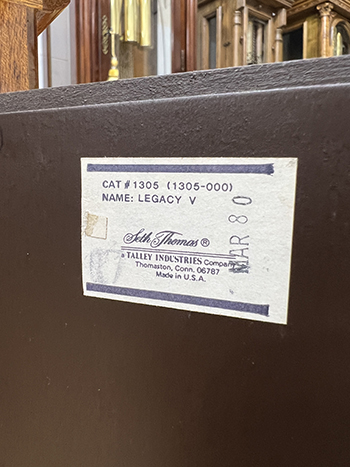 CAT # 1305 (1305-000)
NAME: LEGACY V
Seth Thomas ®
a TALLEY INDUSTRIES Company
Thomaston, Conn. 06787
Made in U.S.A.
MAR 80